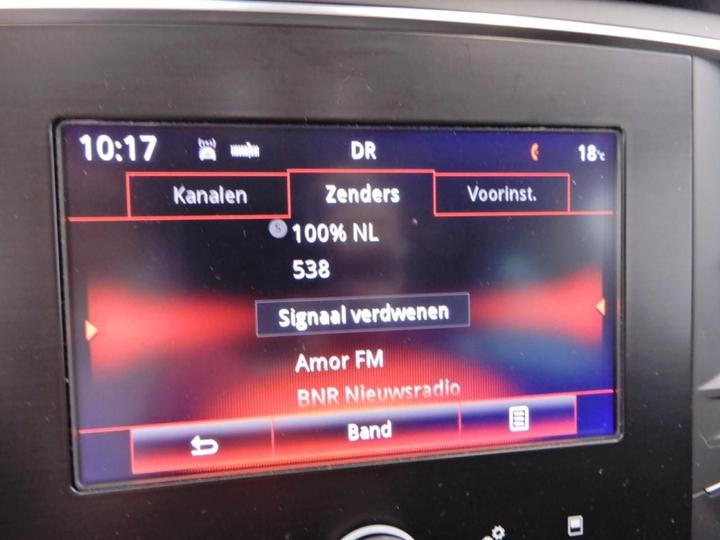 10:17 DR 18°C
Kanalen Zenders Voorinst.
S 100% NL
538
Signaal verdwenen
Amor FM
BNR Nieuwsradio
Band